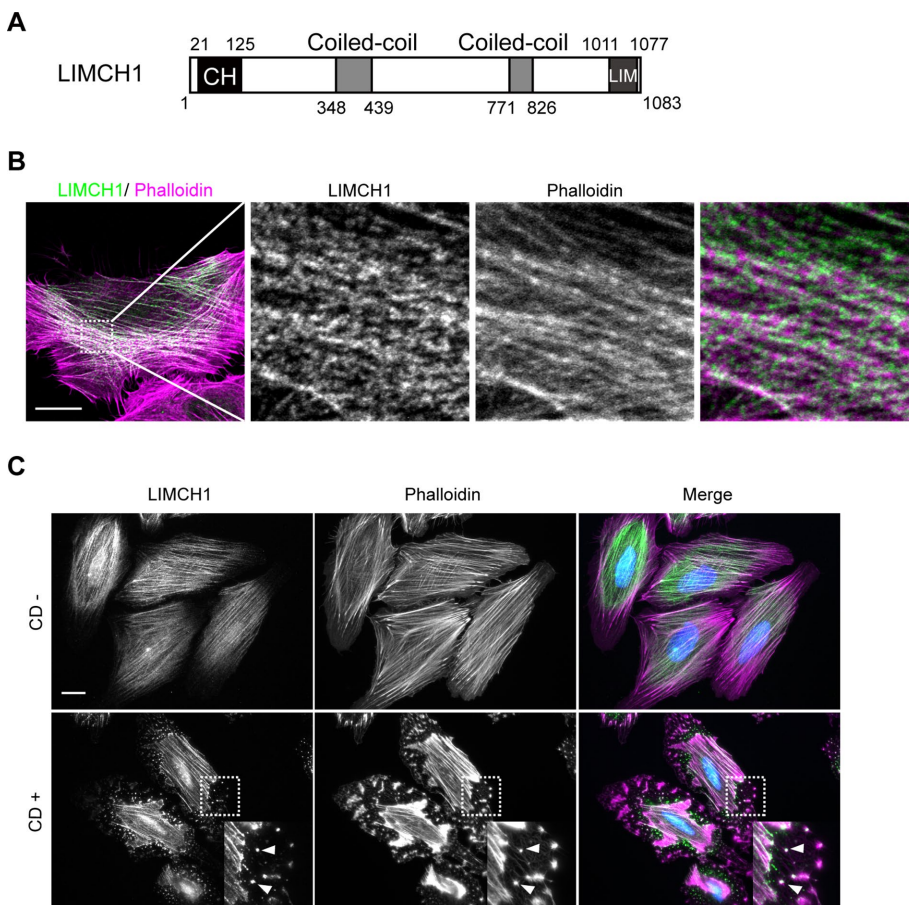 A
21 125 Coiled-coil Coiled-coil 1011 1077
LIMCH1 CH LIM
1 348 439 771 826 1083
B
LIMCH1/ Phalloidin LIMCH1 Phalloidin
C
LIMCH1 Phalloidin Merge
CD -
CD +